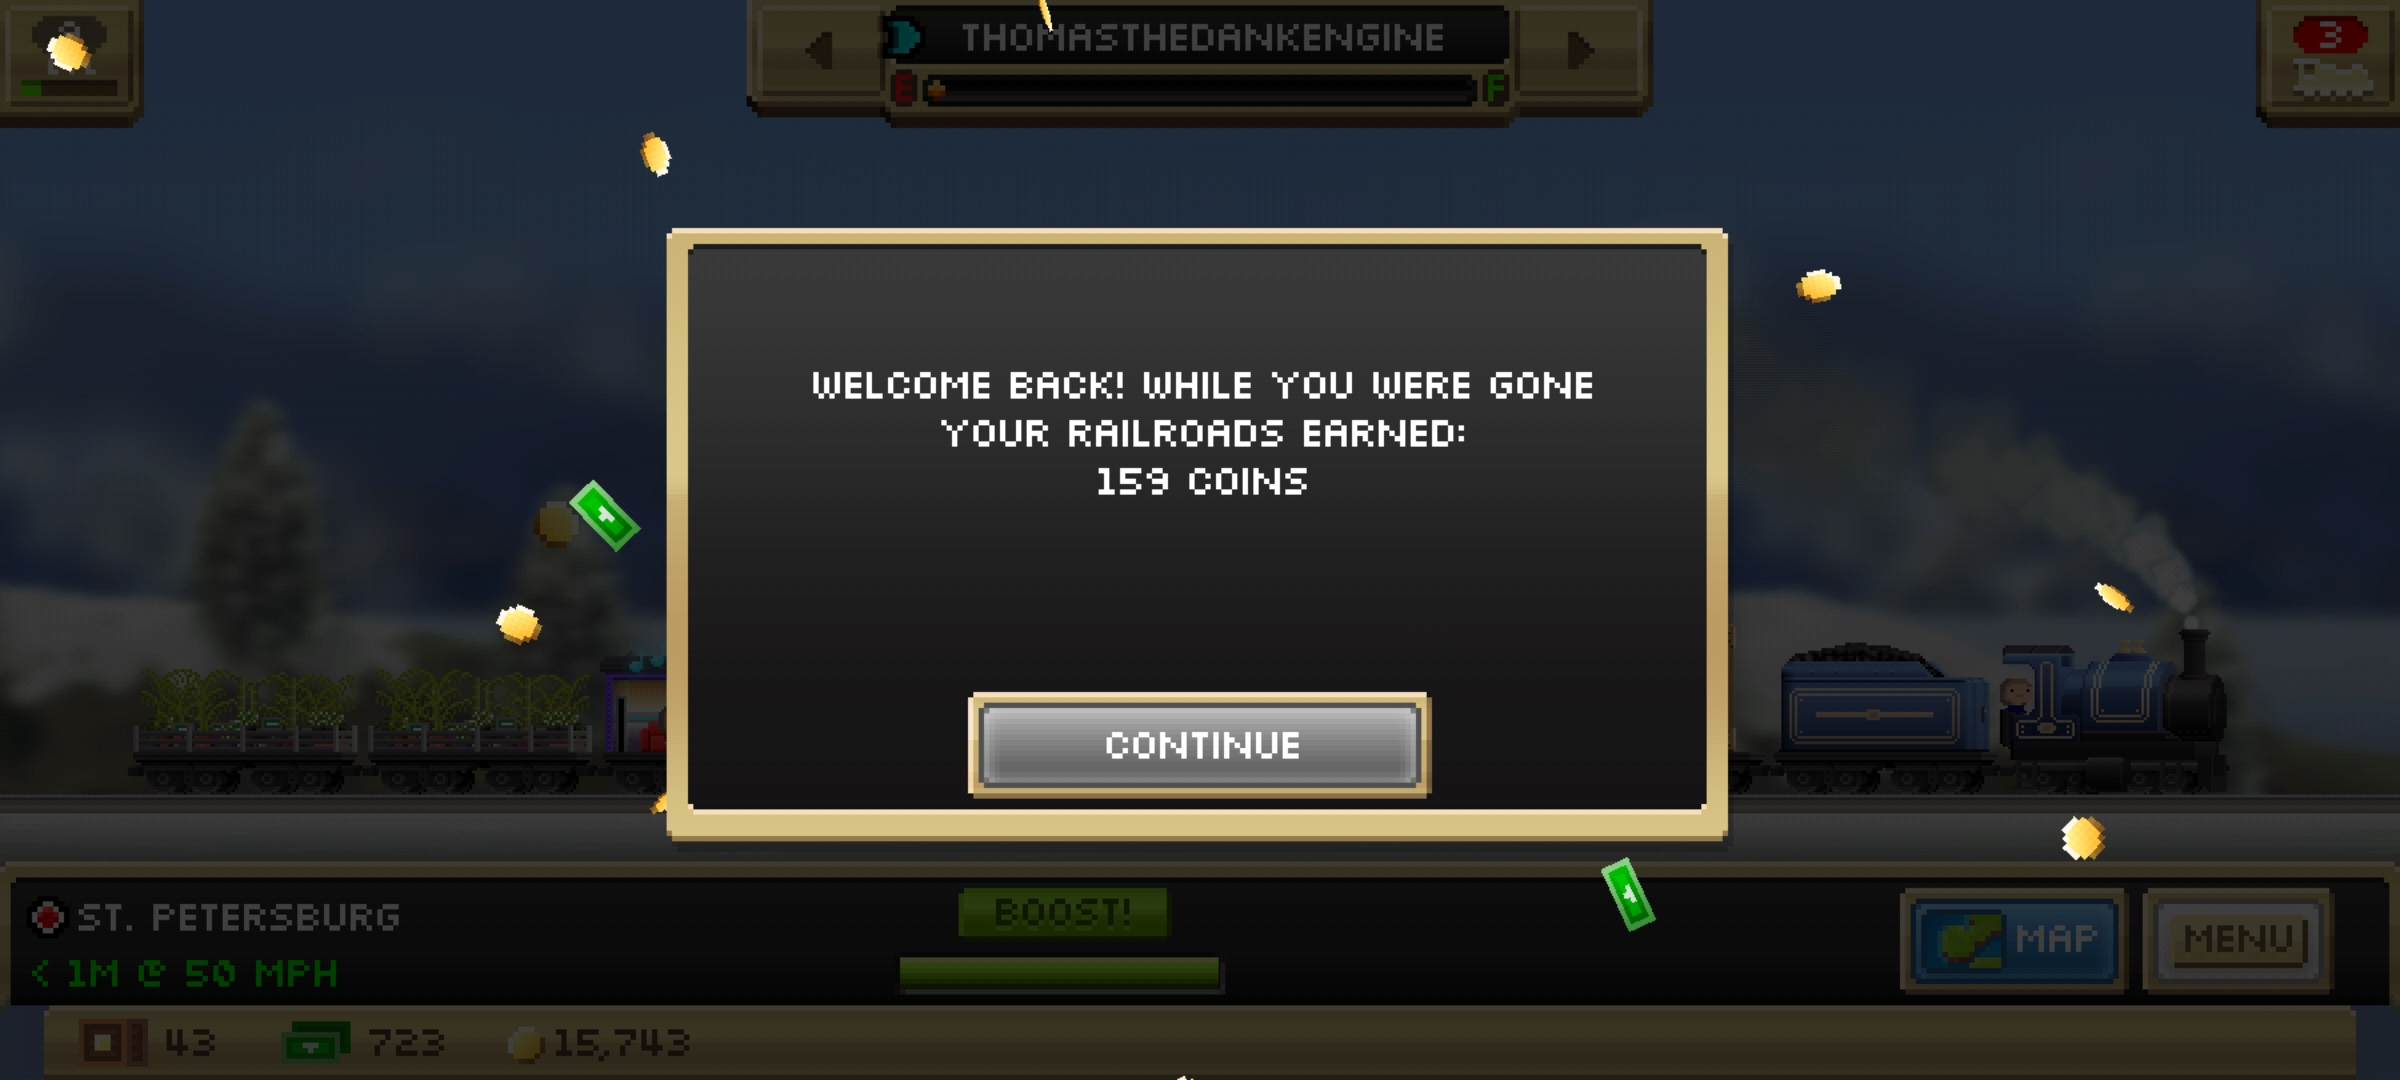 THOMASTHEDANKENGINE
E F
3
WELCOME BACK! WHILE YOU WERE GONE
YOUR RAILROADS EARNED:
159 COINS
CONTINUE
ST. PETERSBURG
< 1M @ 50 MPH
BOOST!
MAP
MENU
43 723 15,743